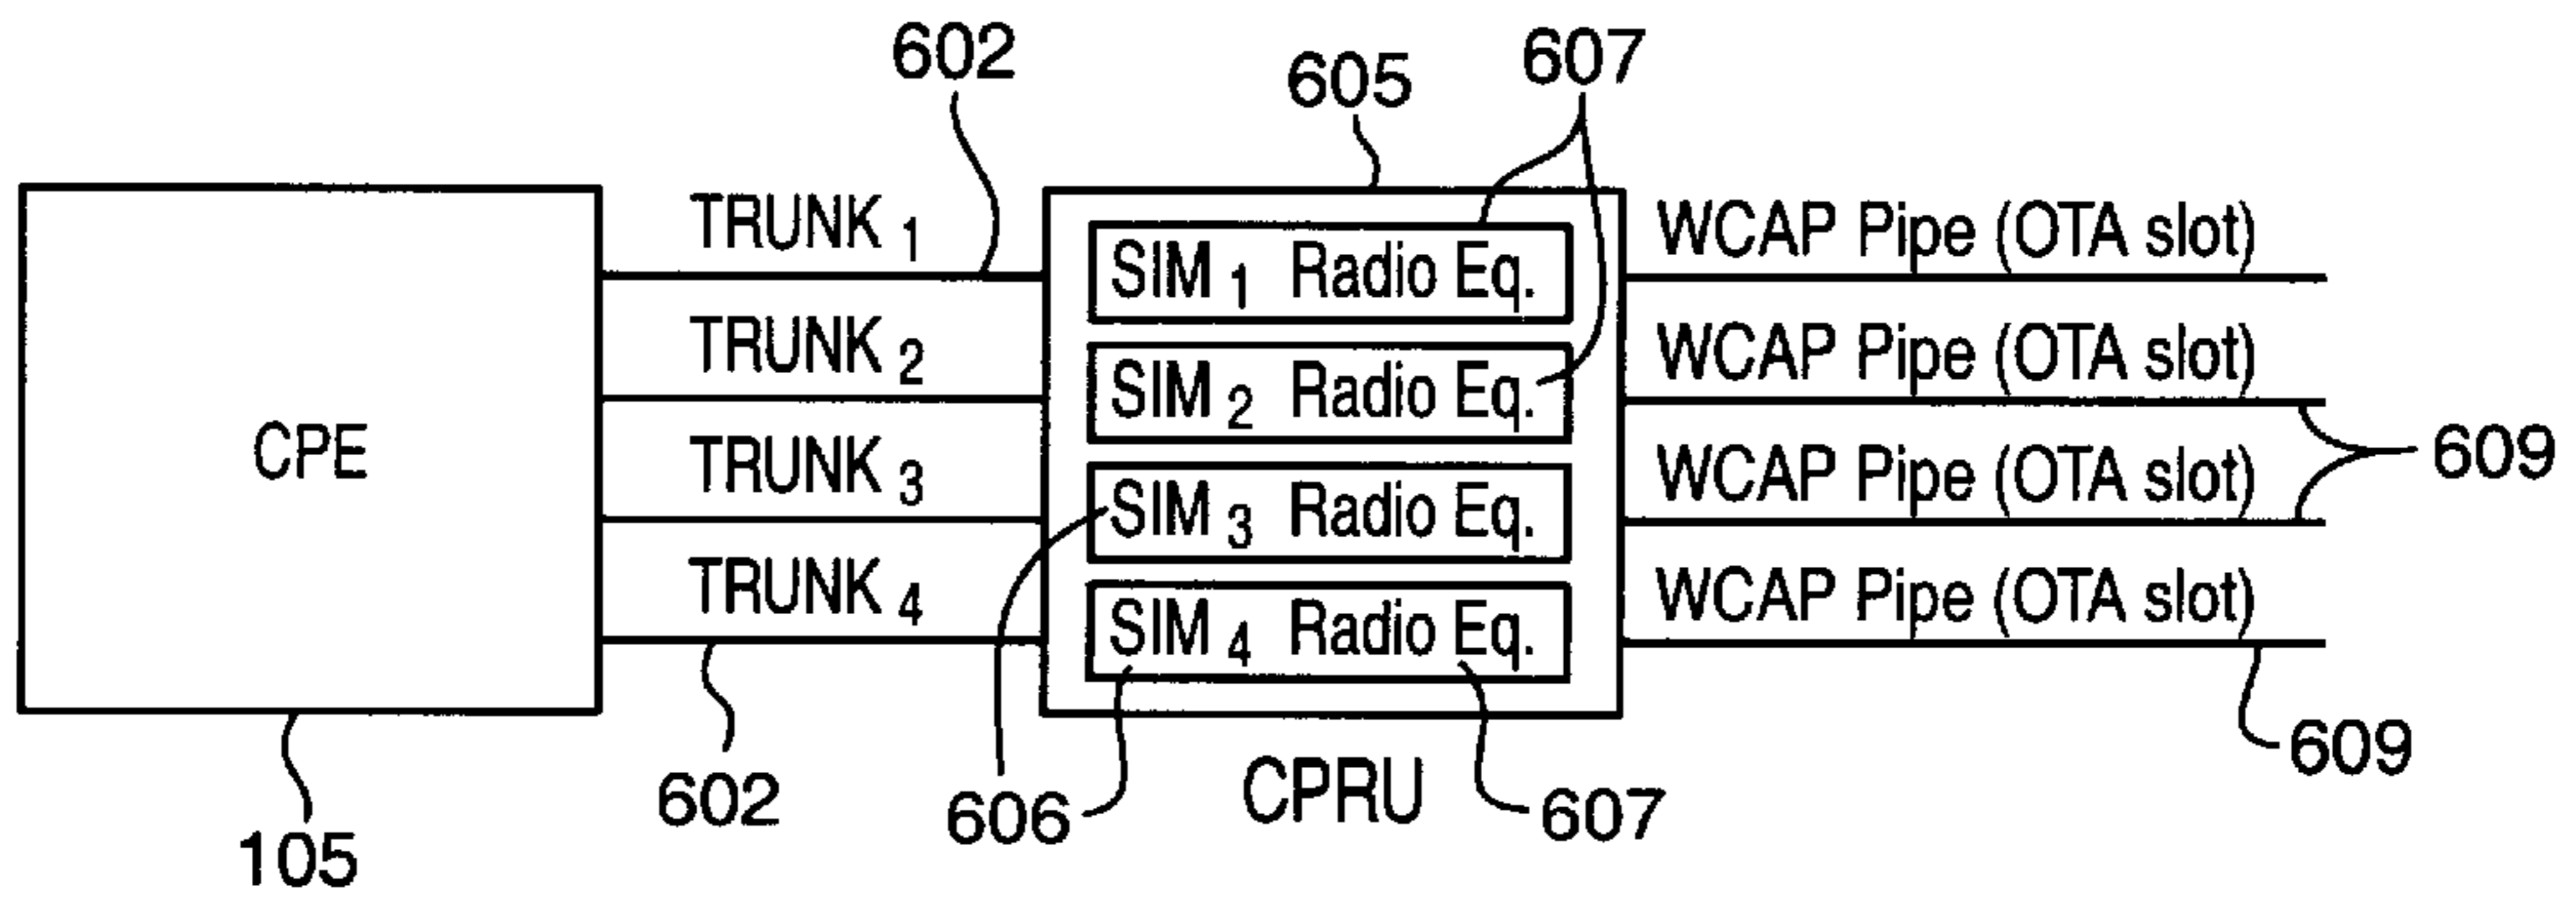 602
605
607
TRUNK 1
SIM 1 Radio Eq.
WCAP Pipe (OTA slot)
TRUNK 2
SIM 2 Radio Eq.
WCAP Pipe (OTA slot)
CPE
609
TRUNK 3
SIM 3 Radio Eq.
WCAP Pipe (OTA slot)
TRUNK 4
SIM 4 Radio Eq.
WCAP Pipe (OTA slot)
105
602
606
CPRU
607
609